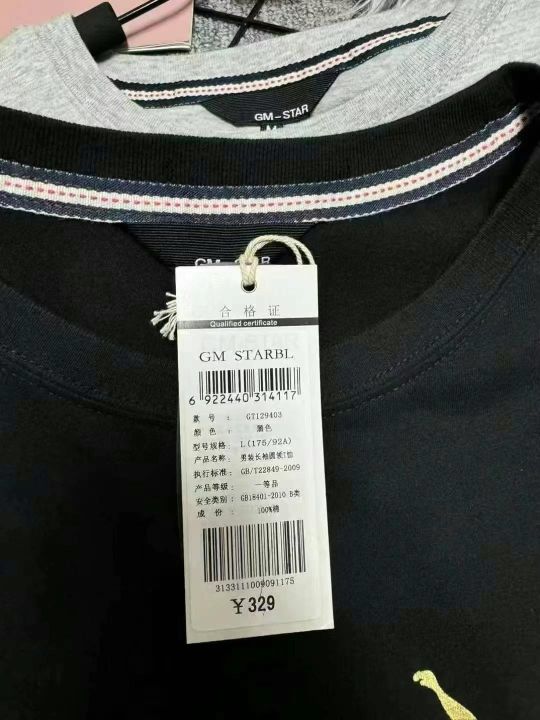 GM-STAR
M
合格证
Qualified certificate
GM STARBL
6 922440 314117
款 号： GT129403
颜 色： 黑色
型号规格： L(175/92A)
产品名称： 男装长袖圆领T恤
执行标准： GB/T22849-2009
产品等级： 一等品
安全类别： GB18401-2010 B类
成 份： 100%棉
3133111009091175
¥329